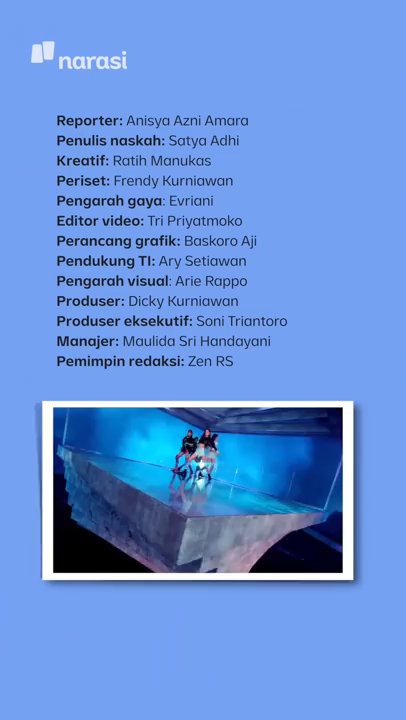 narasi
Reporter: Anisya Azni Amara
Penulis naskah: Satya Adhi
Kreatif: Ratih Manukas
Periset: Frendy Kurniawan
Pengarah gaya: Evriani
Editor video: Tri Priyatmoko
Perancang grafik: Baskoro Aji
Pendukung TI: Ary Setiawan
Pengarah visual: Arie Rappo
Produser: Dicky Kurniawan
Produser eksekutif: Soni Triantoro
Manajer: Maulida Sri Handayani
Pemimpin redaksi: Zen RS